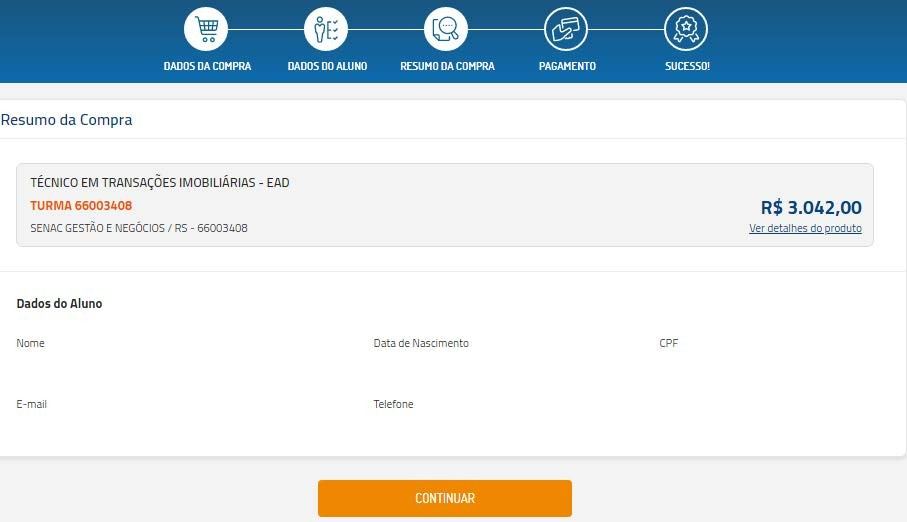 DADOS DA COMPRA
DADOS DO ALUNO
RESUMO DA COMPRA
PAGAMENTO
SUCESSO!
Resumo da Compra
TÉCNICO EM TRANSAÇÕES IMOBILIÁRIAS - EAD
TURMA 66003408
SENAC GESTÃO E NEGÓCIOS / RS - 66003408
R$ 3.042,00
Ver detalhes do produto
Dados do Aluno
Nome
Data de Nascimento
CPF
E-mail
Telefone
CONTINUAR